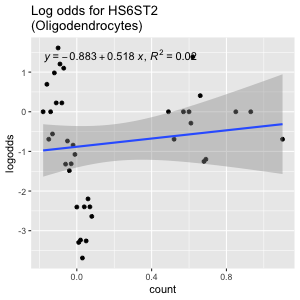 Log odds for HS6ST2
(Oligodendrocytes)
y = −0.883 + 0.518 x, R² = 0.02
1
0
-1
-2
-3
logodds
0.0 0.4 0.8
count